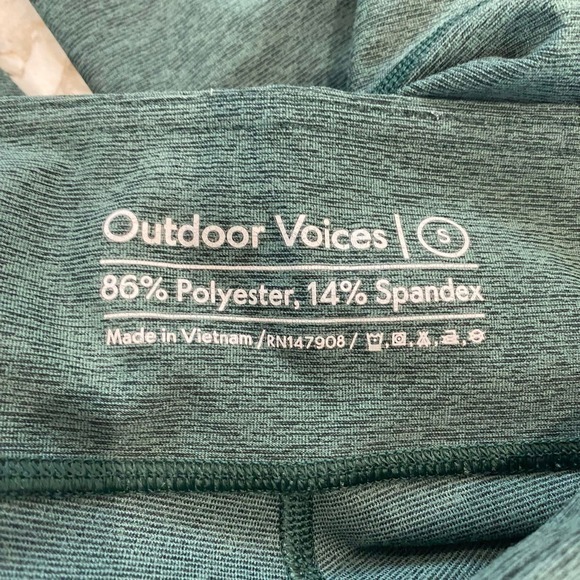 Outdoor Voices | S
86% Polyester, 14% Spandex
Made in Vietnam/RN147908/